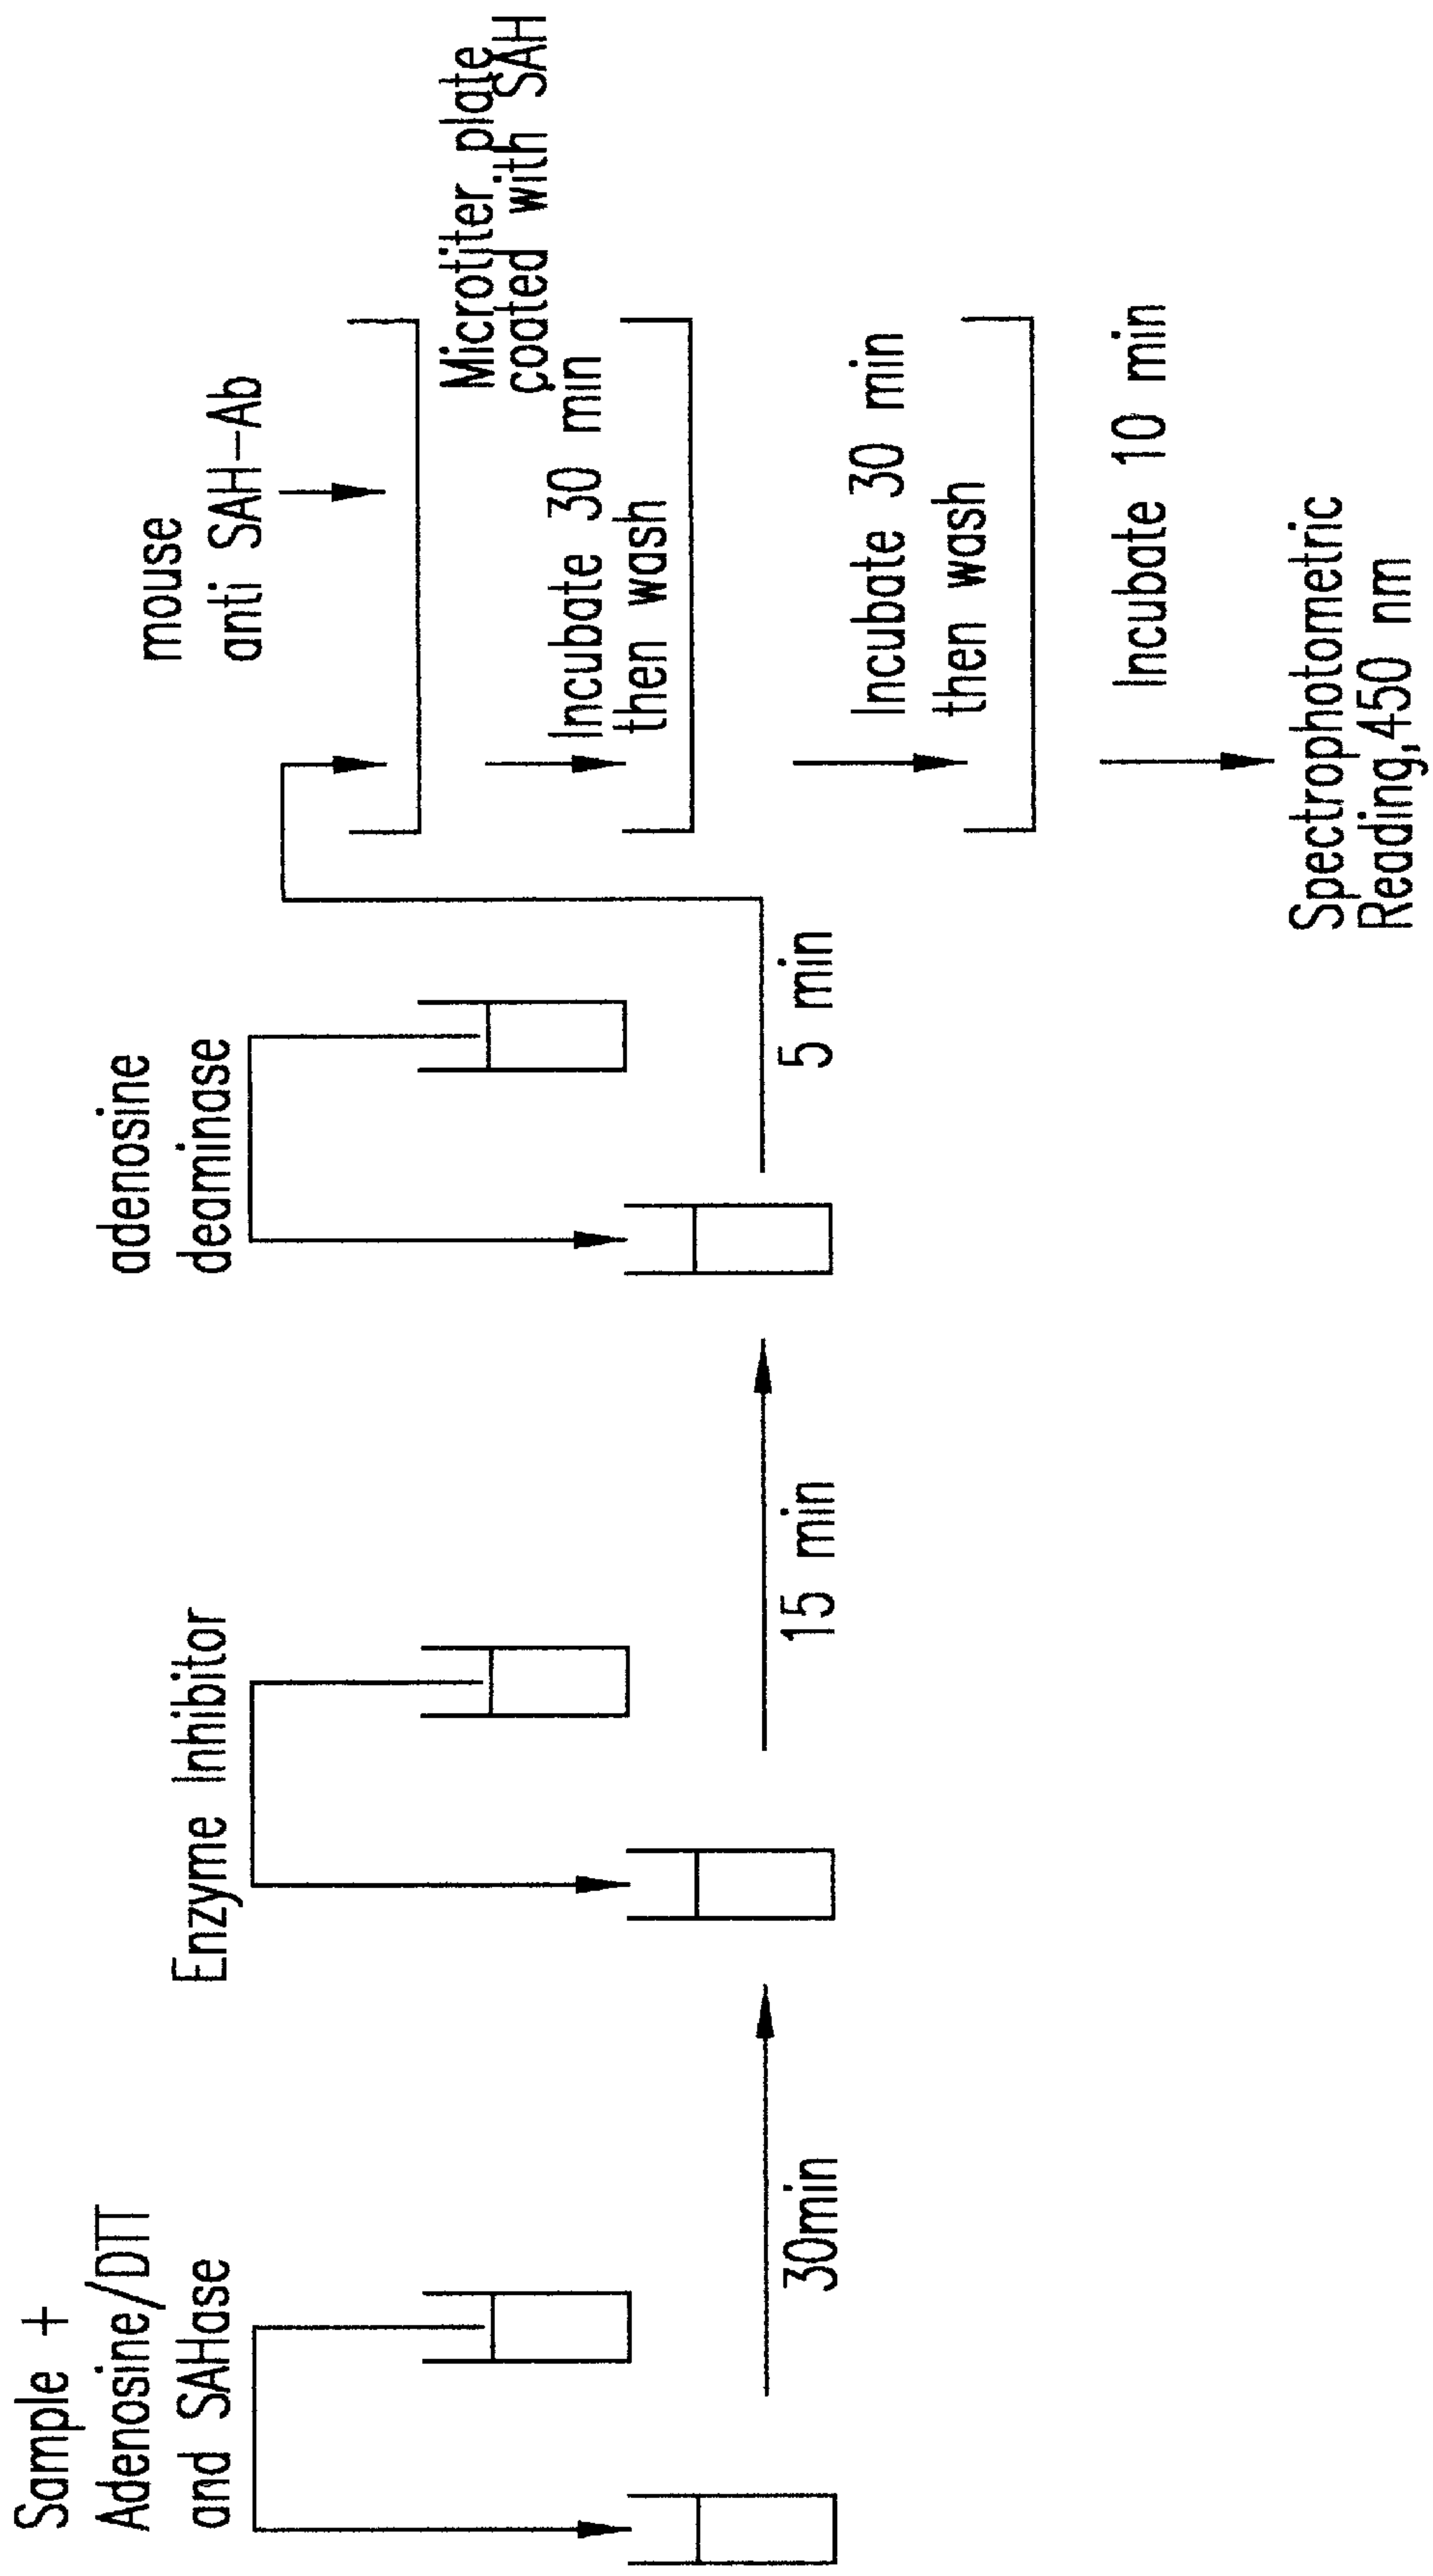 Sample +
Adenosine/DTT
and SAHase
30min
Enzyme Inhibitor
15 min
adenosine
deaminase
5 min
mouse
anti SAH-Ab
Microtiter plate
coated with SAH
Incubate 30 min
then wash
Incubate 30 min
then wash
Incubate 10 min
Spectrophotometric
Reading,450 nm